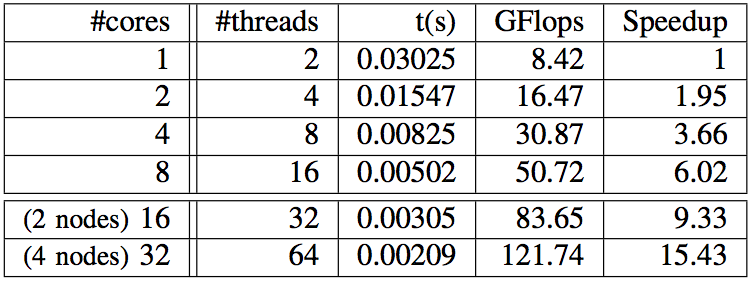 #cores #threads t(s) GFlops Speedup
1 2 0.03025 8.42 1
2 4 0.01547 16.47 1.95
4 8 0.00825 30.87 3.66
8 16 0.00502 50.72 6.02
(2 nodes) 16 32 0.00305 83.65 9.33
(4 nodes) 32 64 0.00209 121.74 15.43